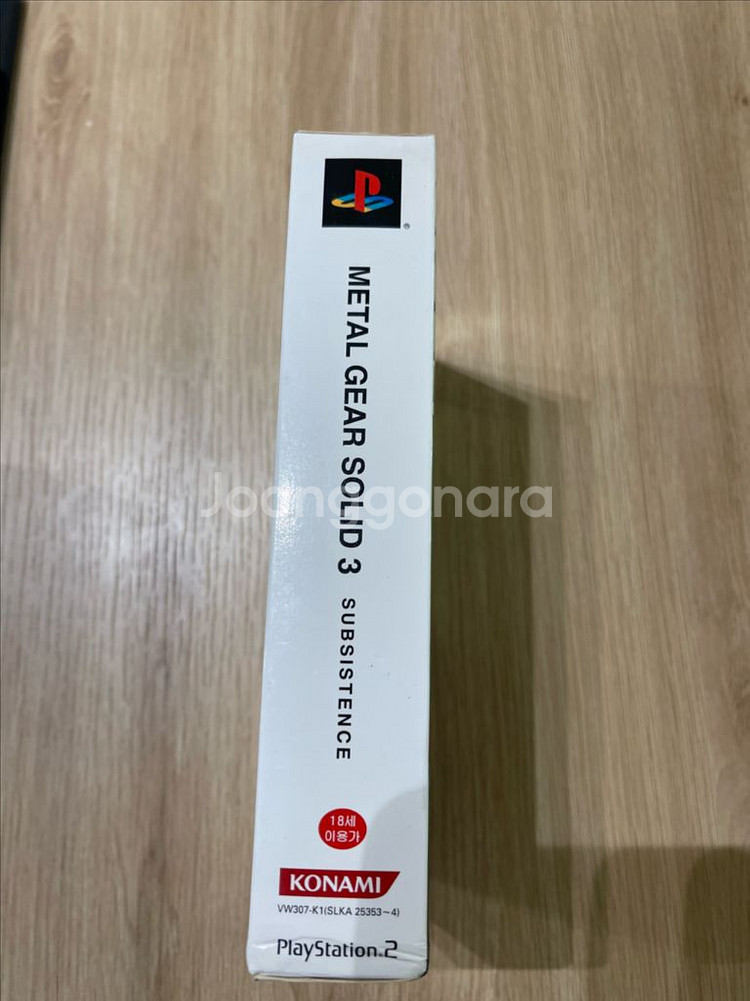 METAL GEAR SOLID 3 SUBSISTENCE
Joonggonara
18세
이용가
KONAMI
VW307-K1(SLKA 25353~4)
PlayStation.2